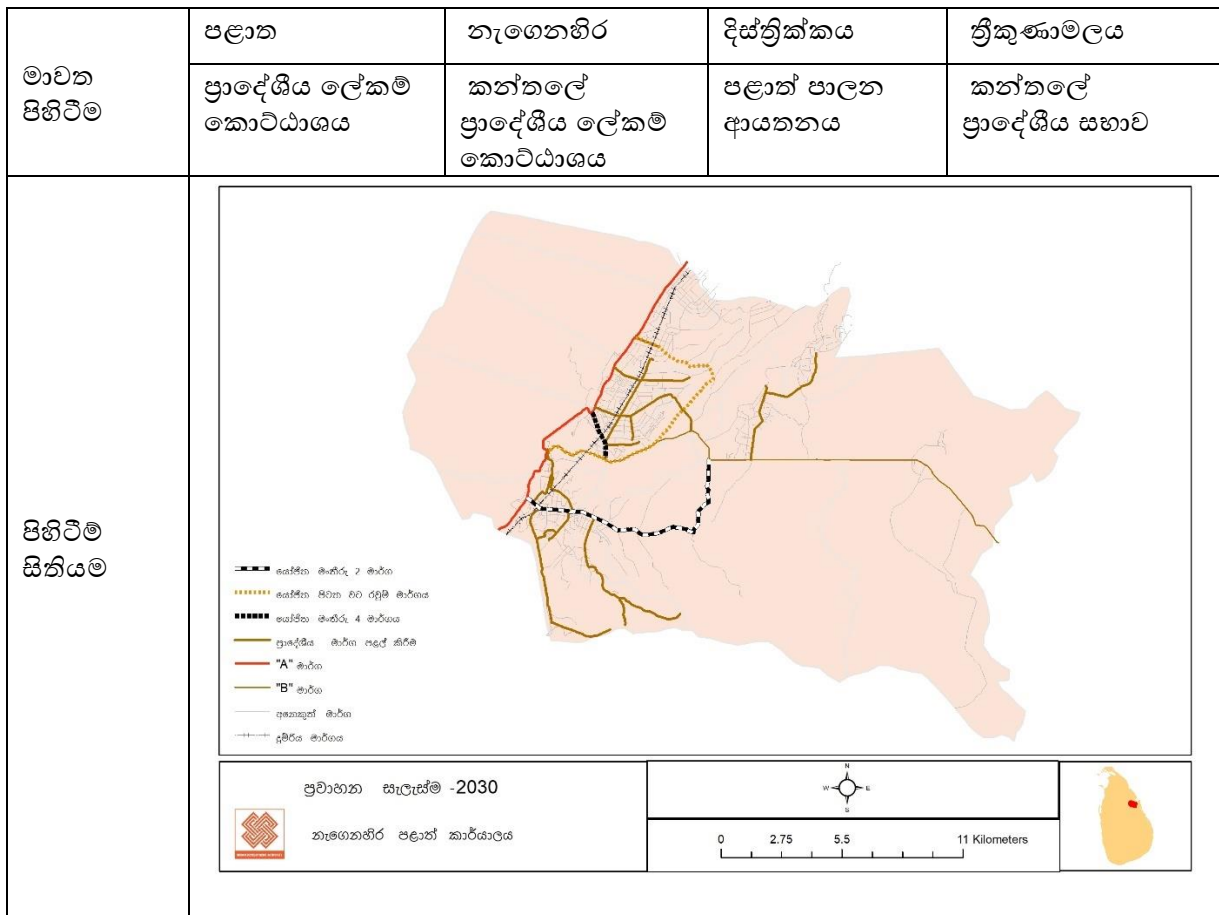 මාවත
පිහිටීම
පළාත
නැගෙනහිර
දිස්ත්‍රික්කය
ත්‍රීකුණාමලය
ප්‍රාදේශීය ලේකම්
කොට්ඨාශය
කන්තලේ
ප්‍රාදේශීය ලේකම්
කොට්ඨාශය
පළාත් පාලන
ආයතනය
කන්තලේ
ප්‍රාදේශීය සභාව
පිහිටීම්
සිතියම
යෝජිත මංතීරු 2 මාර්ග
යෝජිත පිටත වට රවුම් මාර්ගය
යෝජිත මංතීරු 4 මාර්ගය
ප්‍රාදේශීය මාර්ග පළල් කිරීම
"A" මාර්ග
"B" මාර්ග
අනෙකුත් මාර්ග
දුම්රිය මාර්ගය
ප්‍රවාහන සැලැස්ම -2030
නැගෙනහිර පළාත් කාර්යාලය
N
W E
S
0 2.75 5.5 11 Kilometers